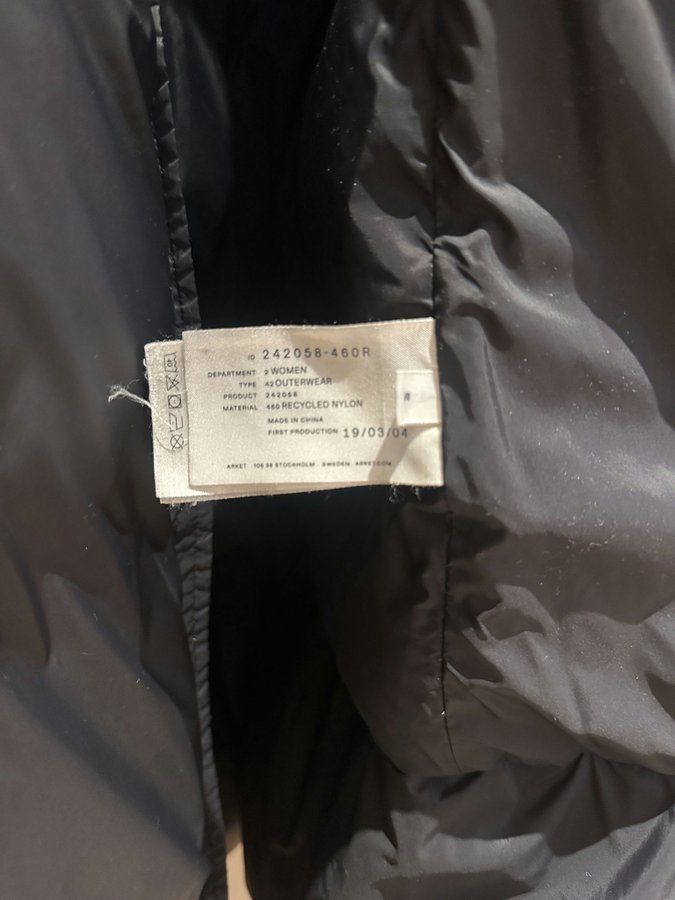 ID 242058-460R
DEPARTMENT 2 WOMEN
TYPE 42 OUTERWEAR
PRODUCT 242058
MATERIAL 460 RECYCLED NYLON
MADE IN CHINA
FIRST PRODUCTION 19/03/04
ARKET 106 38 STOCKHOLM SWEDEN ARKET.COM